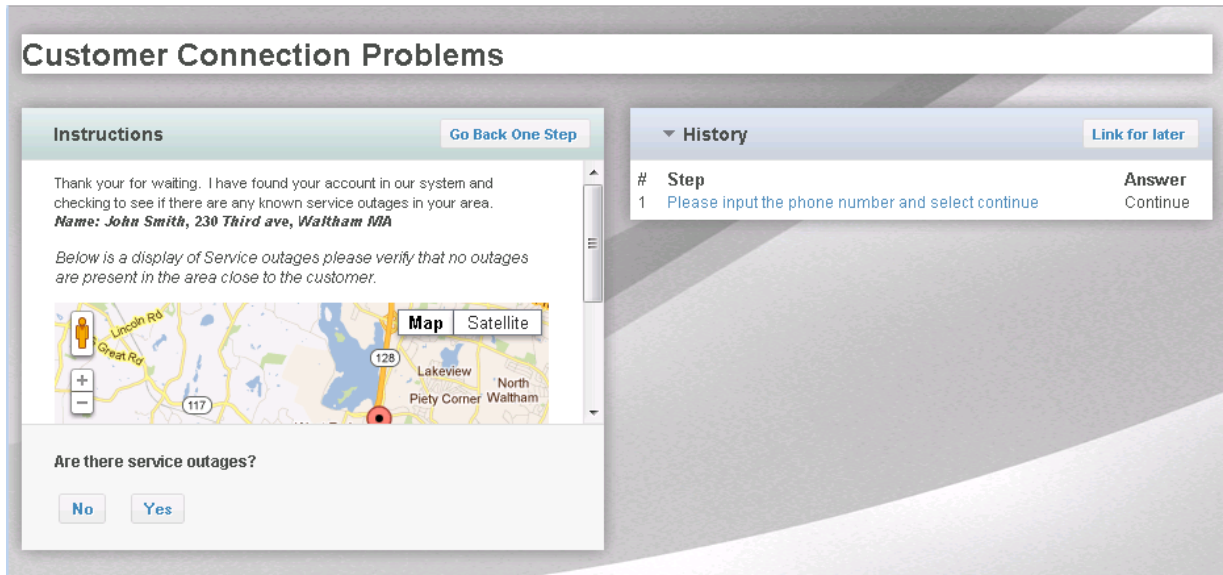 Customer Connection Problems
Instructions
Go Back One Step
Thank your for waiting. I have found your account in our system and
checking to see if there are any known service outages in your area.
Name: John Smith, 230 Third ave, Waltham MA
Below is a display of Service outages please verify that no outages
are present in the area close to the customer.
Map Satellite
Lincoln Rd
Great Rd
128
Lakeview
North
Piety Corner Waltham
117
Are there service outages?
No Yes
History
Link for later
# Step Answer
1 Please input the phone number and select continue Continue